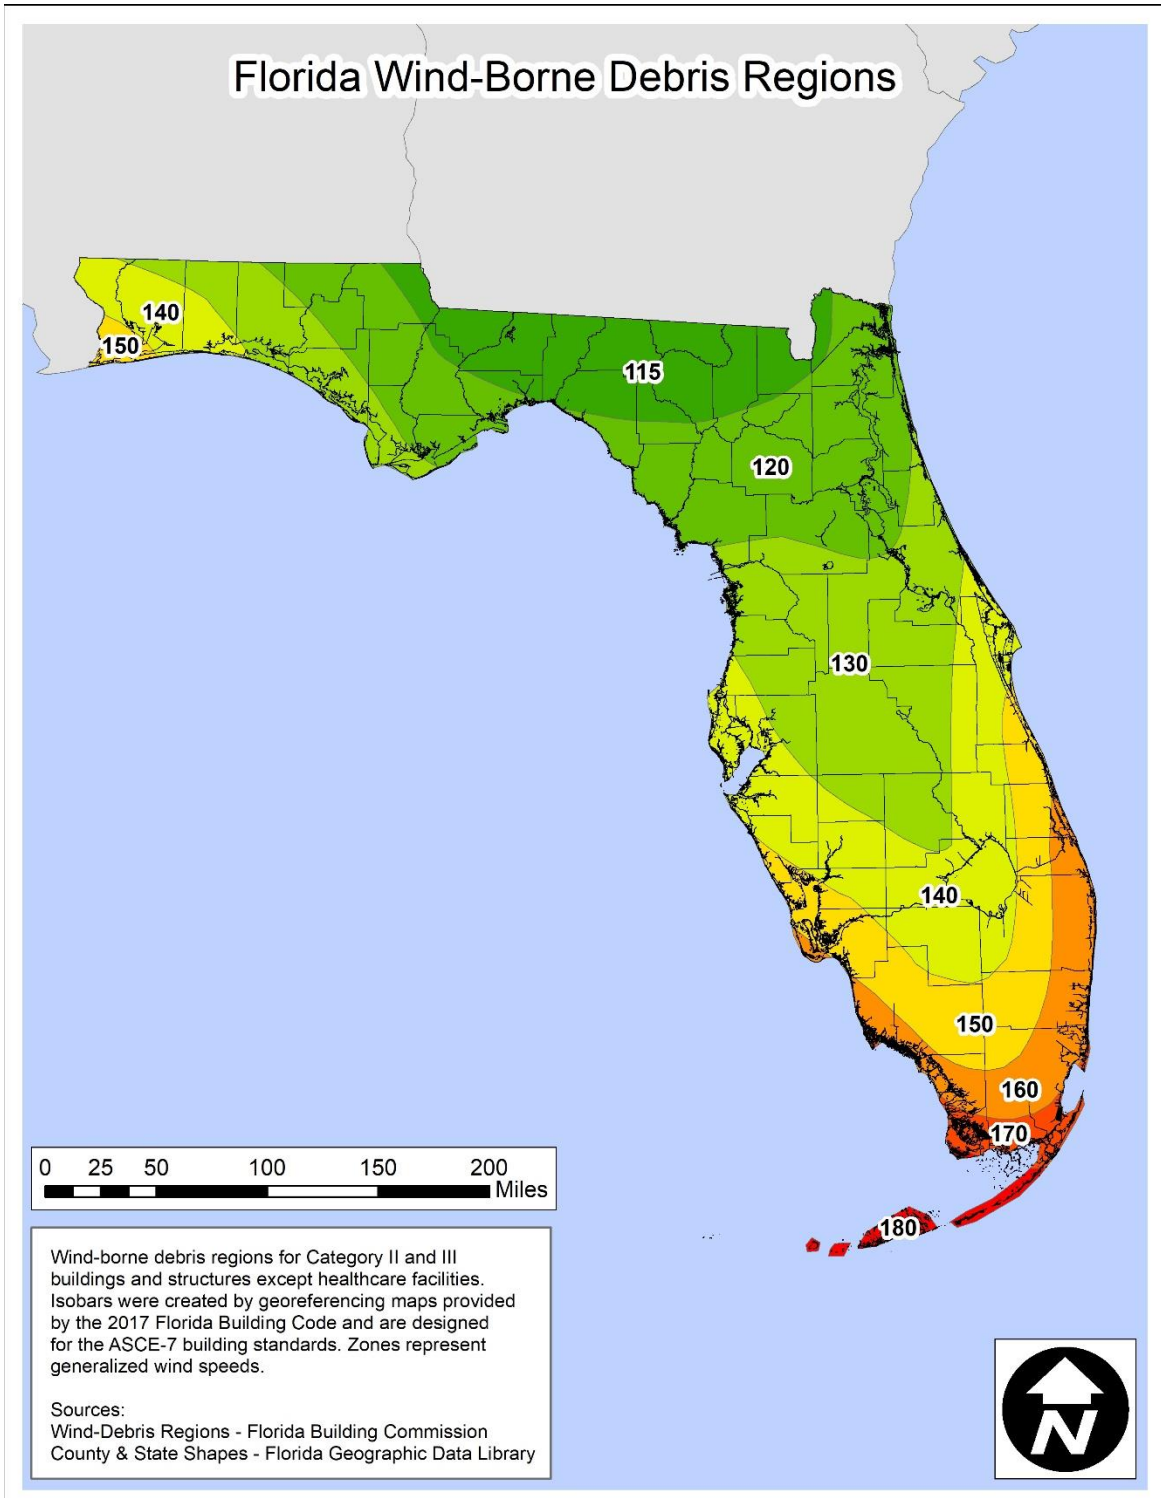 Florida Wind-Borne Debris Regions
140
150
115
120
130
140
150
160
170
180
0 25 50 100 150 200
Miles
Wind-borne debris regions for Category II and III
buildings and structures except healthcare facilities.
Isobars were created by georeferencing maps provided
by the 2017 Florida Building Code and are designed
for the ASCE-7 building standards. Zones represent
generalized wind speeds.
Sources:
Wind-Debris Regions - Florida Building Commission
County & State Shapes - Florida Geographic Data Library
N